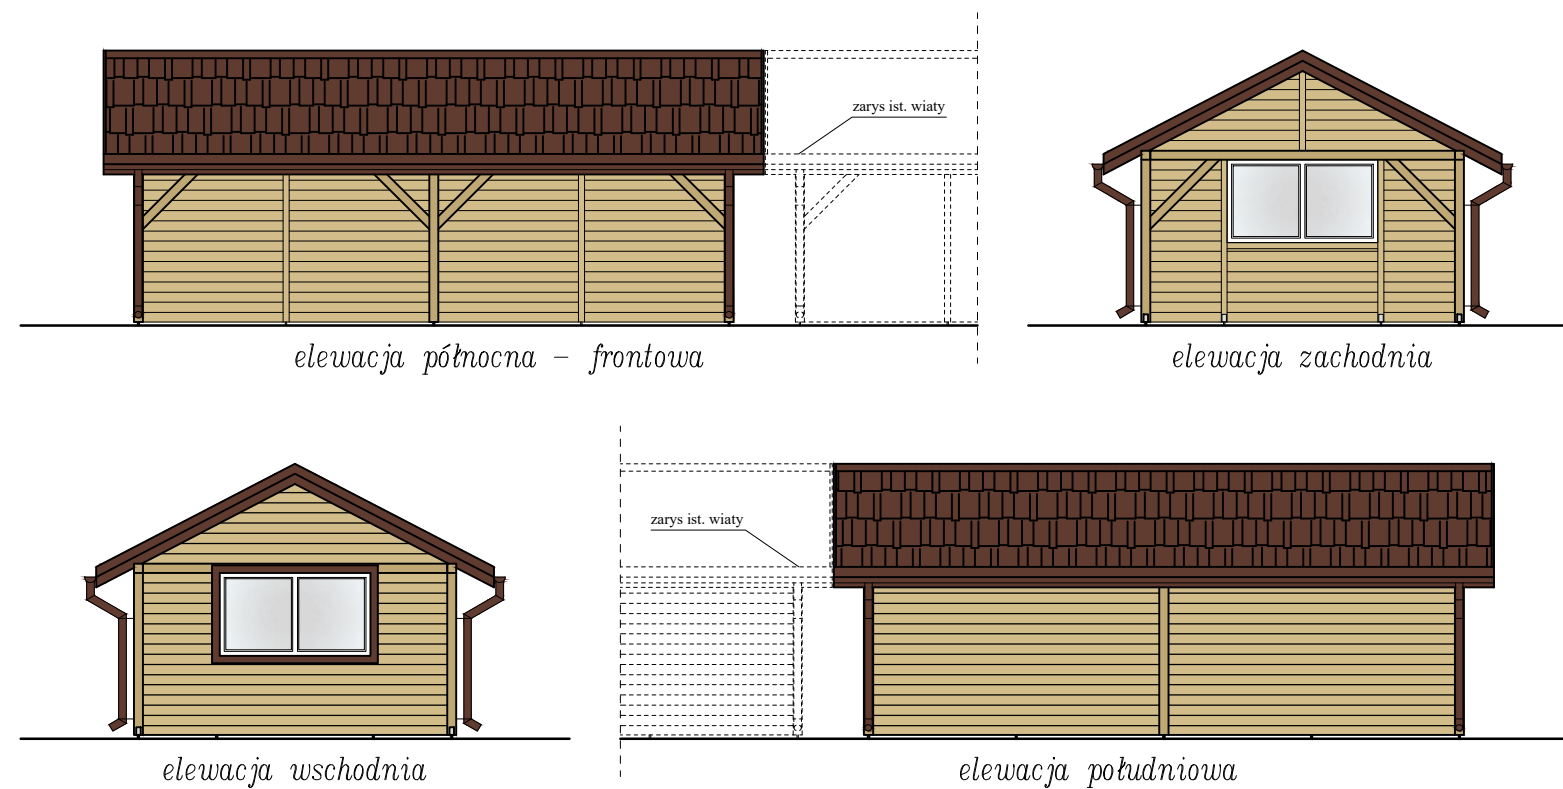 zarys ist. wiaty
elewacja północna – frontowa
elewacja zachodnia
zarys ist. wiaty
elewacja wschodnia
elewacja południowa